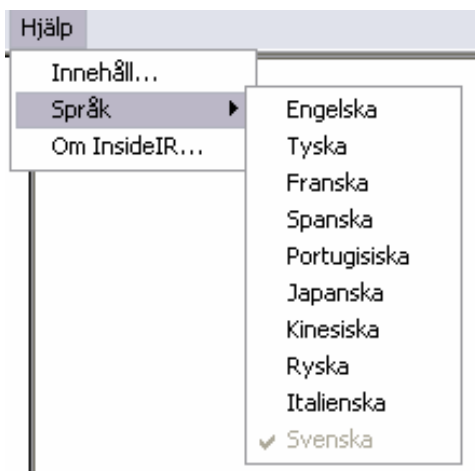 Hjälp
Innehåll...
Språk
Om InsideIR...
Engelska
Tyska
Franska
Spanska
Portugisiska
Japanska
Kinesiska
Ryska
Italienska
Svenska